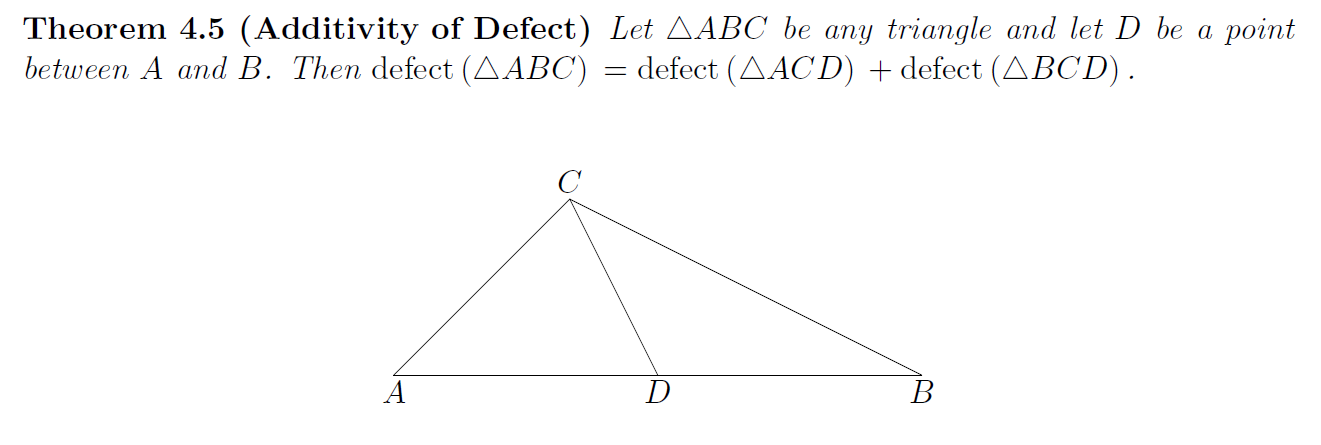 Theorem 4.5 (Additivity of Defect) Let △ABC be any triangle and let D be a point
between A and B. Then defect (△ABC) = defect (△ACD) + defect (△BCD) .
C
A D B